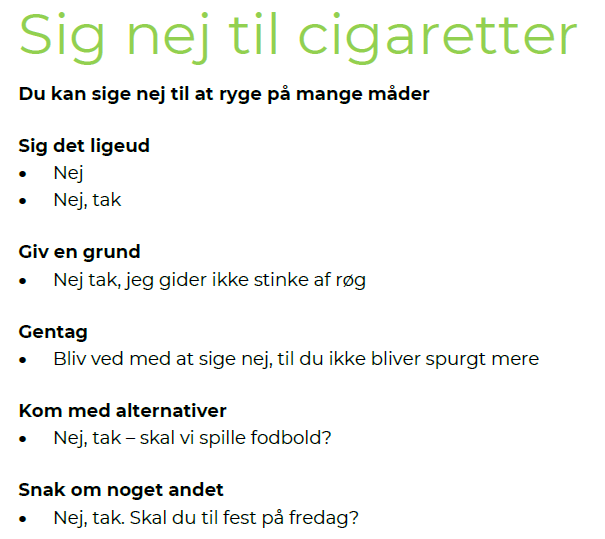 Sig nej til cigaretter
Du kan sige nej til at ryge på mange måder
Sig det ligeud
• Nej
• Nej, tak
Giv en grund
• Nej tak, jeg gider ikke stinke af røg
Gentag
• Bliv ved med at sige nej, til du ikke bliver spurgt mere
Kom med alternativer
• Nej, tak – skal vi spille fodbold?
Snak om noget andet
• Nej, tak. Skal du til fest på fredag?